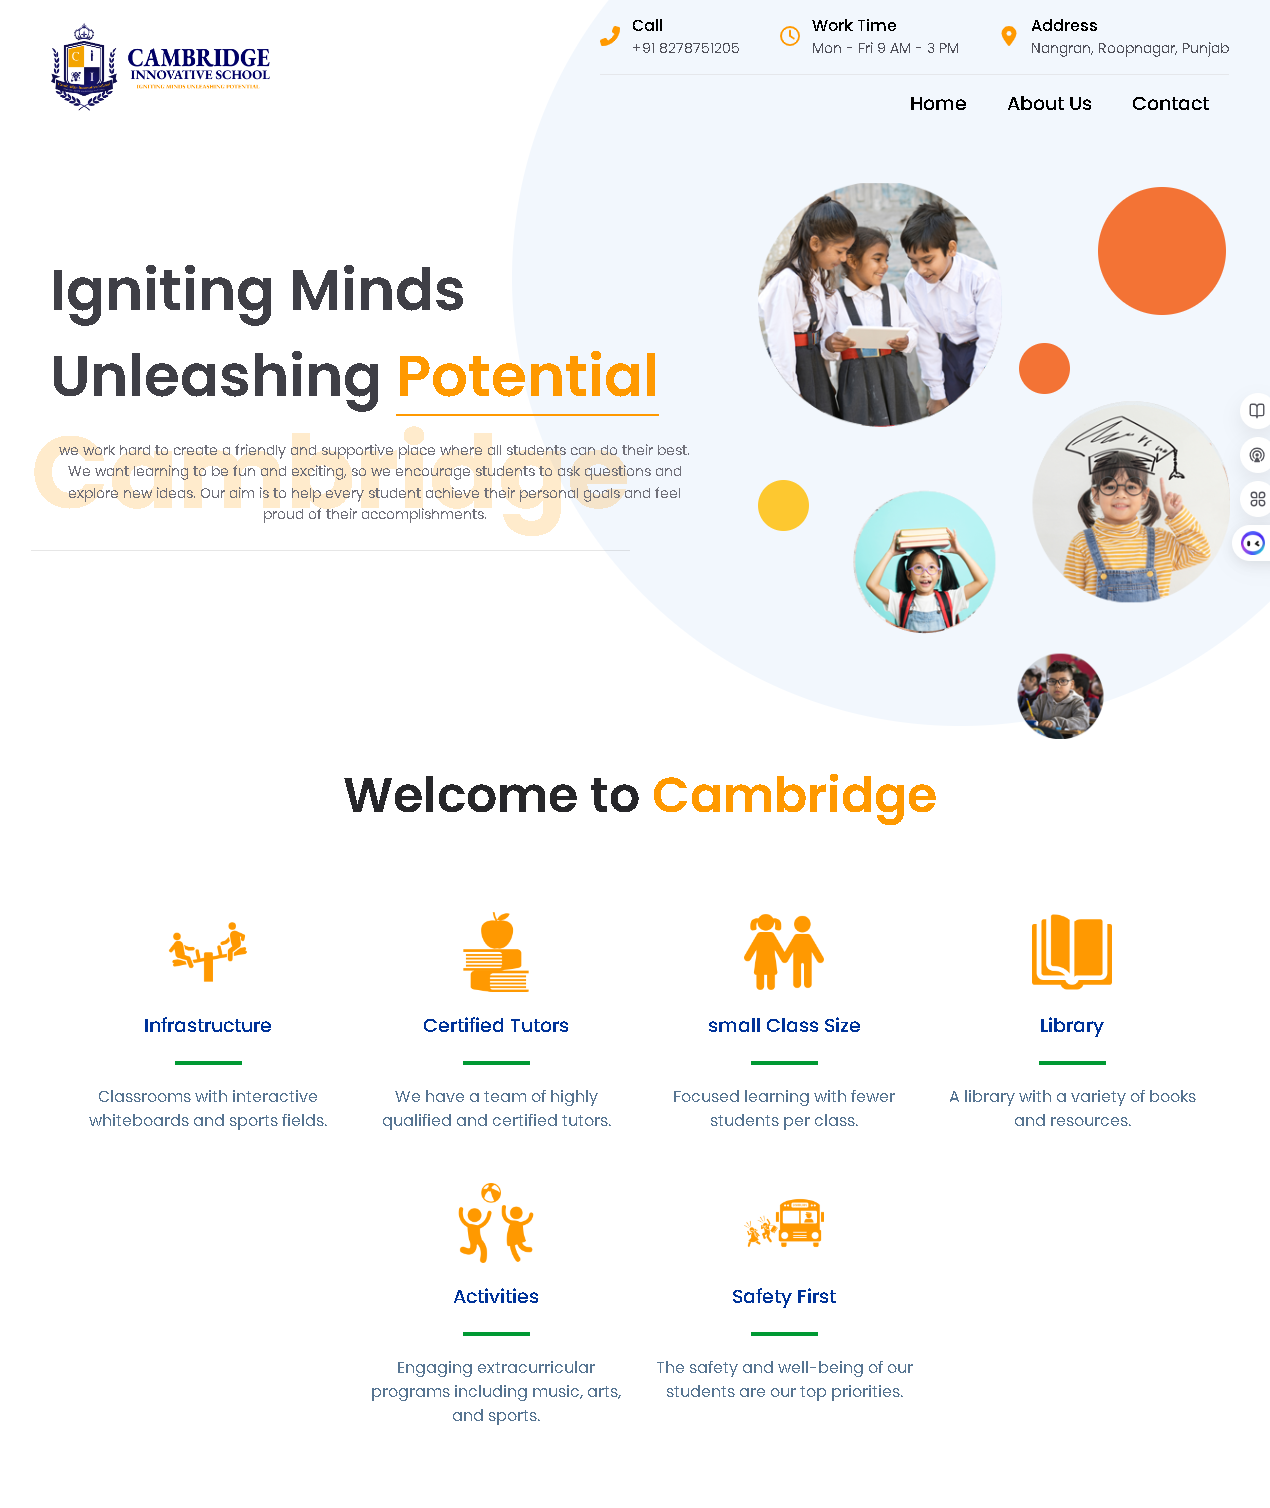 CAMBRIDGE
INNOVATIVE SCHOOL
IGNITING MINDS UNLEASHING POTENTIAL
C
I
I
Call
+91 8278751205
Work Time
Mon - Fri 9 AM - 3 PM
Address
Nangran, Roopnagar, Punjab
Home
About Us
Contact
Igniting Minds
Unleashing Potential
Cambridge
we work hard to create a friendly and supportive place where all students can do their best.
We want learning to be fun and exciting, so we encourage students to ask questions and
explore new ideas. Our aim is to help every student achieve their personal goals and feel
proud of their accomplishments.
Welcome to Cambridge
Infrastructure
Classrooms with interactive
whiteboards and sports fields.
Certified Tutors
We have a team of highly
qualified and certified tutors.
small Class Size
Focused learning with fewer
students per class.
Library
A library with a variety of books
and resources.
Activities
Engaging extracurricular
programs including music, arts,
and sports.
Safety First
The safety and well-being of our
students are our top priorities.